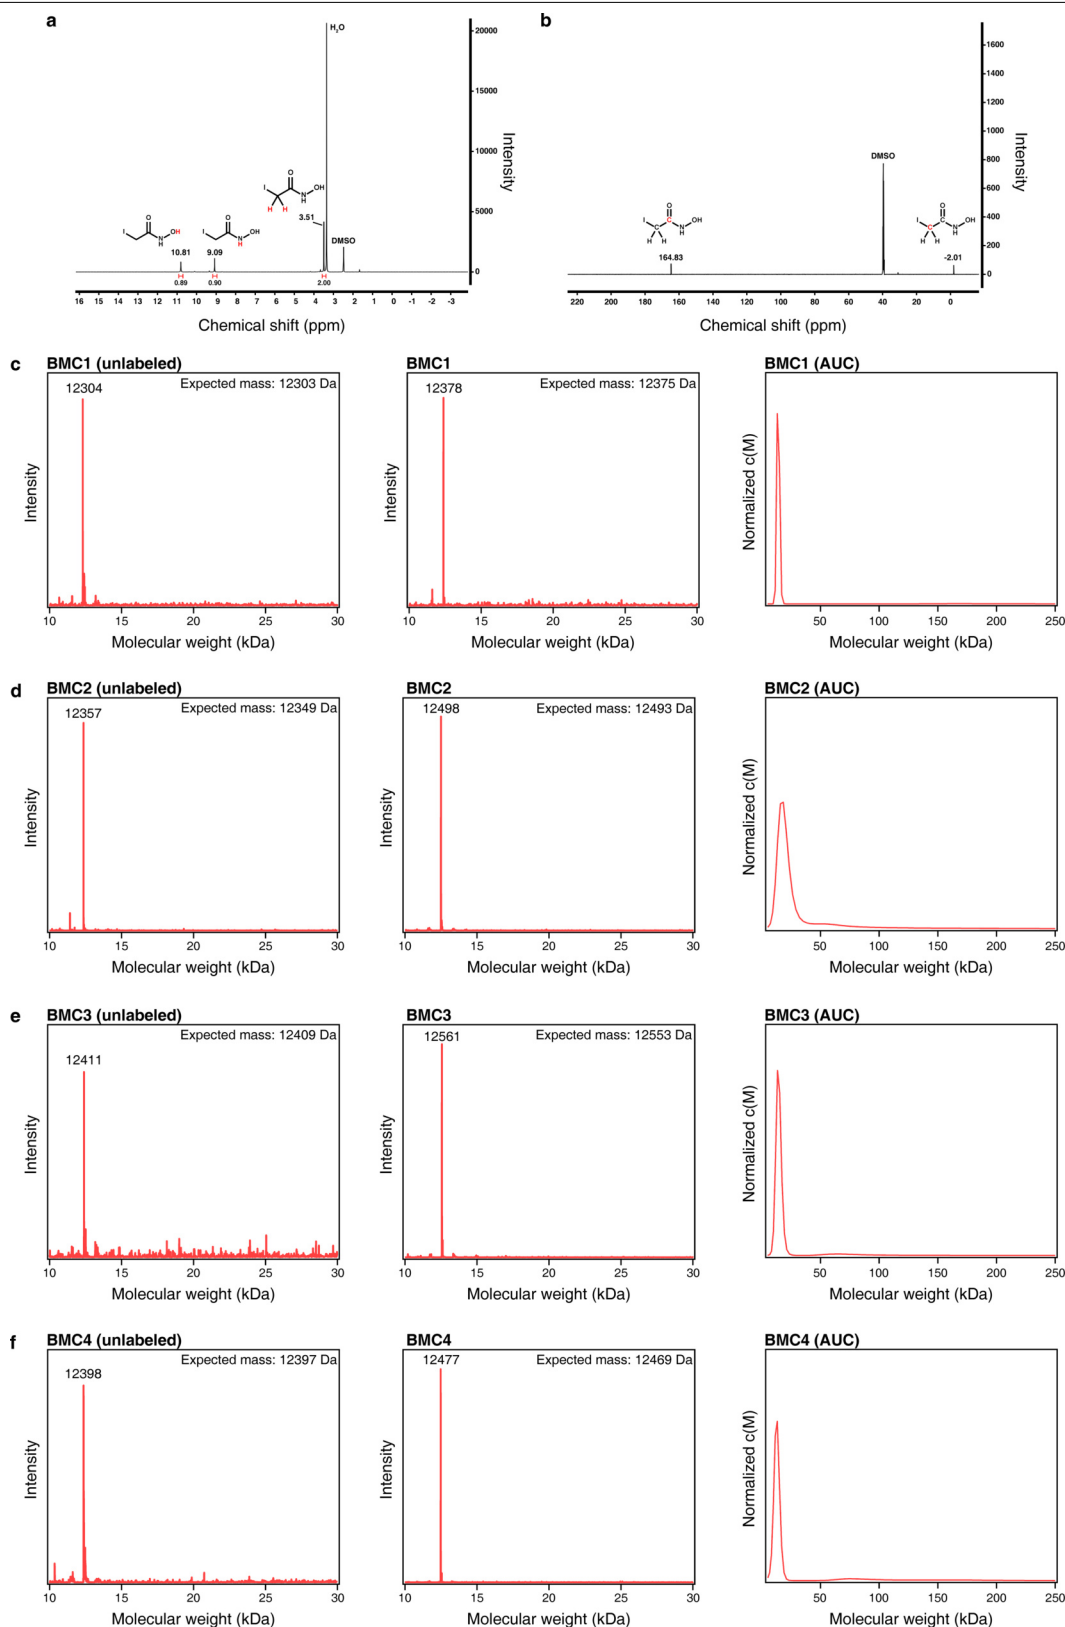 a
H₂O
20000
15000
10000
5000
0
Intensity
I
O
N
H
OH
H H
3.51
DMSO
I
O
N
H
OH
10.81
I
O
N
H
OH
9.09
0.89
0.90
2.00
16 15 14 13 12 11 10 9 8 7 6 5 4 3 2 1 0 -1 -2 -3
Chemical shift (ppm)
b
1600
1400
1200
1000
800
600
400
200
0
Intensity
DMSO
I
O
C C
N
H
OH
H H
164.83
I
O
C C
N
H
OH
H H
-2.01
220 200 180 160 140 120 100 80 60 40 20 0
Chemical shift (ppm)
c
BMC1 (unlabeled)
Expected mass: 12303 Da
12304
Intensity
10 15 20 25 30
Molecular weight (kDa)
BMC1
Expected mass: 12375 Da
12378
Intensity
10 15 20 25 30
Molecular weight (kDa)
BMC1 (AUC)
Normalized c(M)
50 100 150 200 250
Molecular weight (kDa)
d
BMC2 (unlabeled)
Expected mass: 12349 Da
12357
Intensity
10 15 20 25 30
Molecular weight (kDa)
BMC2
Expected mass: 12493 Da
12498
Intensity
10 15 20 25 30
Molecular weight (kDa)
BMC2 (AUC)
Normalized c(M)
50 100 150 200 250
Molecular weight (kDa)
e
BMC3 (unlabeled)
Expected mass: 12409 Da
12411
Intensity
10 15 20 25 30
Molecular weight (kDa)
BMC3
Expected mass: 12553 Da
12561
Intensity
10 15 20 25 30
Molecular weight (kDa)
BMC3 (AUC)
Normalized c(M)
50 100 150 200 250
Molecular weight (kDa)
f
BMC4 (unlabeled)
Expected mass: 12397 Da
12398
Intensity
10 15 20 25 30
Molecular weight (kDa)
BMC4
Expected mass: 12469 Da
12477
Intensity
10 15 20 25 30
Molecular weight (kDa)
BMC4 (AUC)
Normalized c(M)
50 100 150 200 250
Molecular weight (kDa)